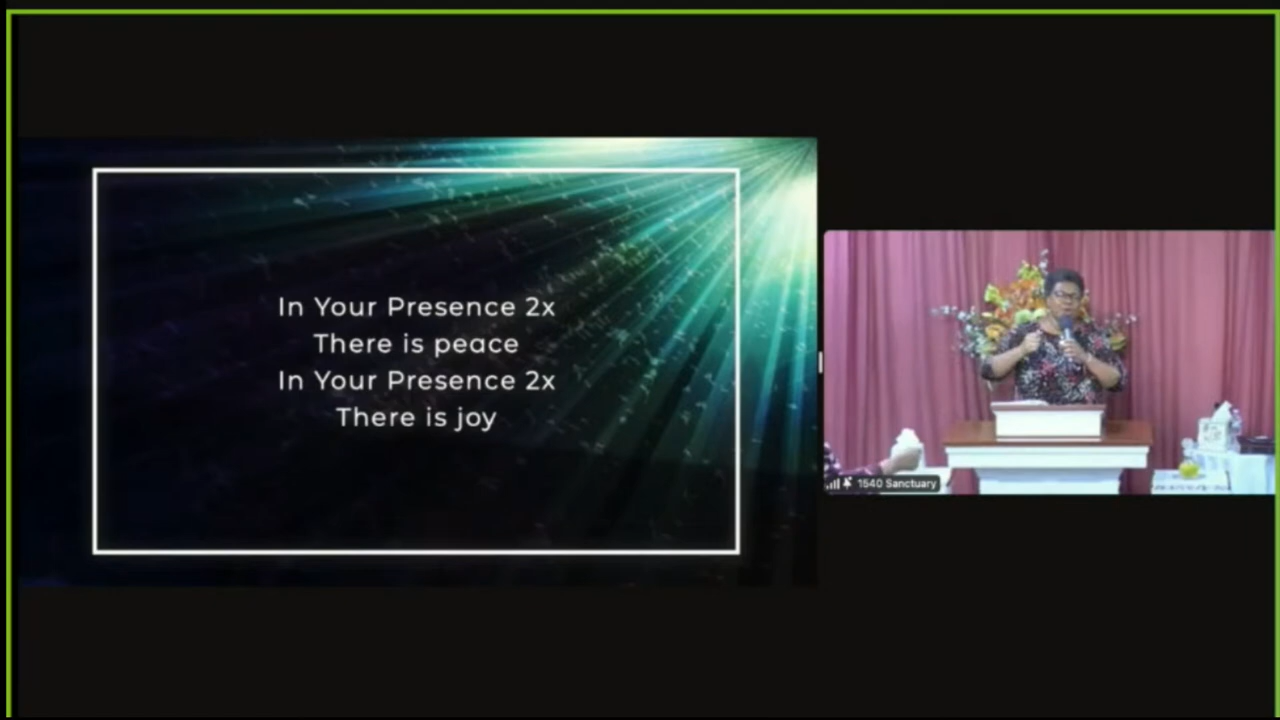 In Your Presence 2x
There is peace
In Your Presence 2x
There is joy
1540 Sanctuary